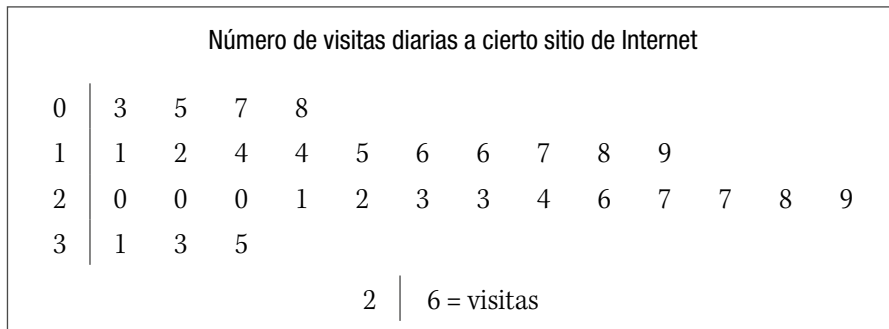 Número de visitas diarias a cierto sitio de Internet
0 | 3 5 7 8
1 | 1 2 4 4 5 6 6 7 8 9
2 | 0 0 0 1 2 3 3 4 6 7 7 8 9
3 | 1 3 5
2 | 6 = visitas